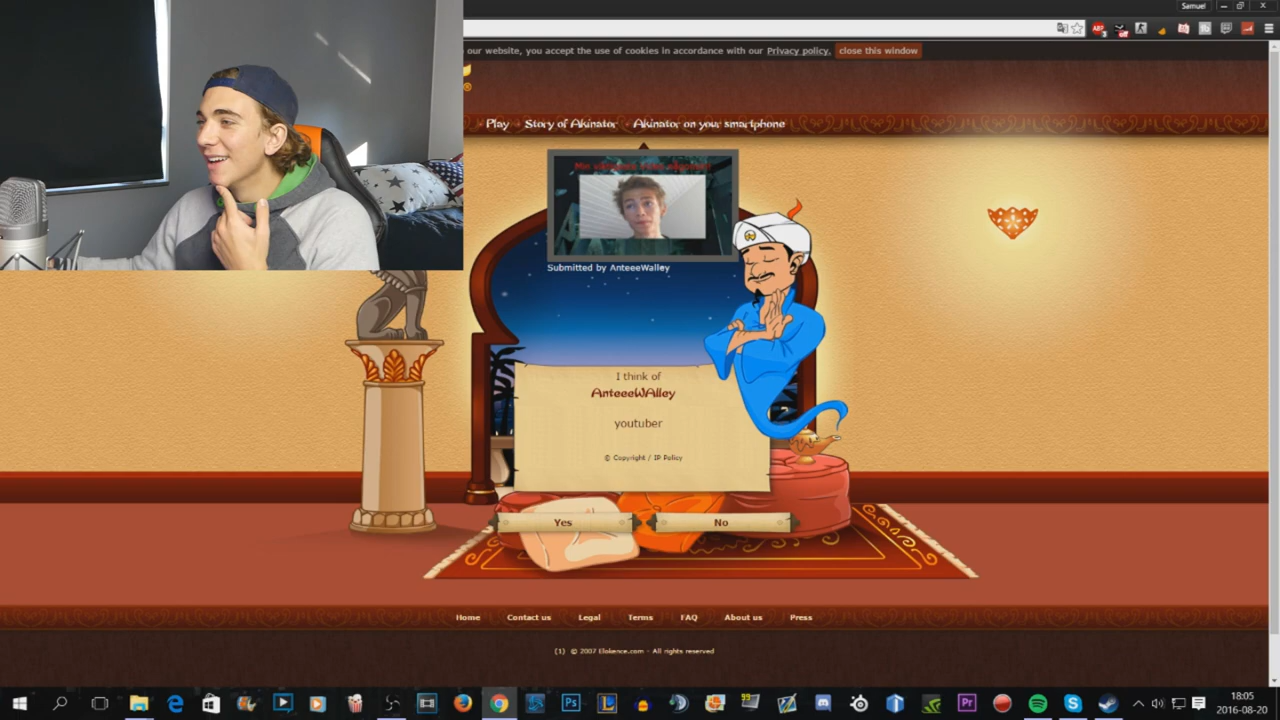 Samuel
our website, you accept the use of cookies in accordance with our Privacy policy. close this window
Play Story of Akinator Akinator on your smartphone
Submitted by AnteeeWalley
I think of
AnteeeWAlley
youtuber
© Copyright / IP Policy
Yes No
Home Contact us Legal Terms FAQ About us Press
(1) © 2007 Elokence.com - All rights reserved
18:05
2016-08-20